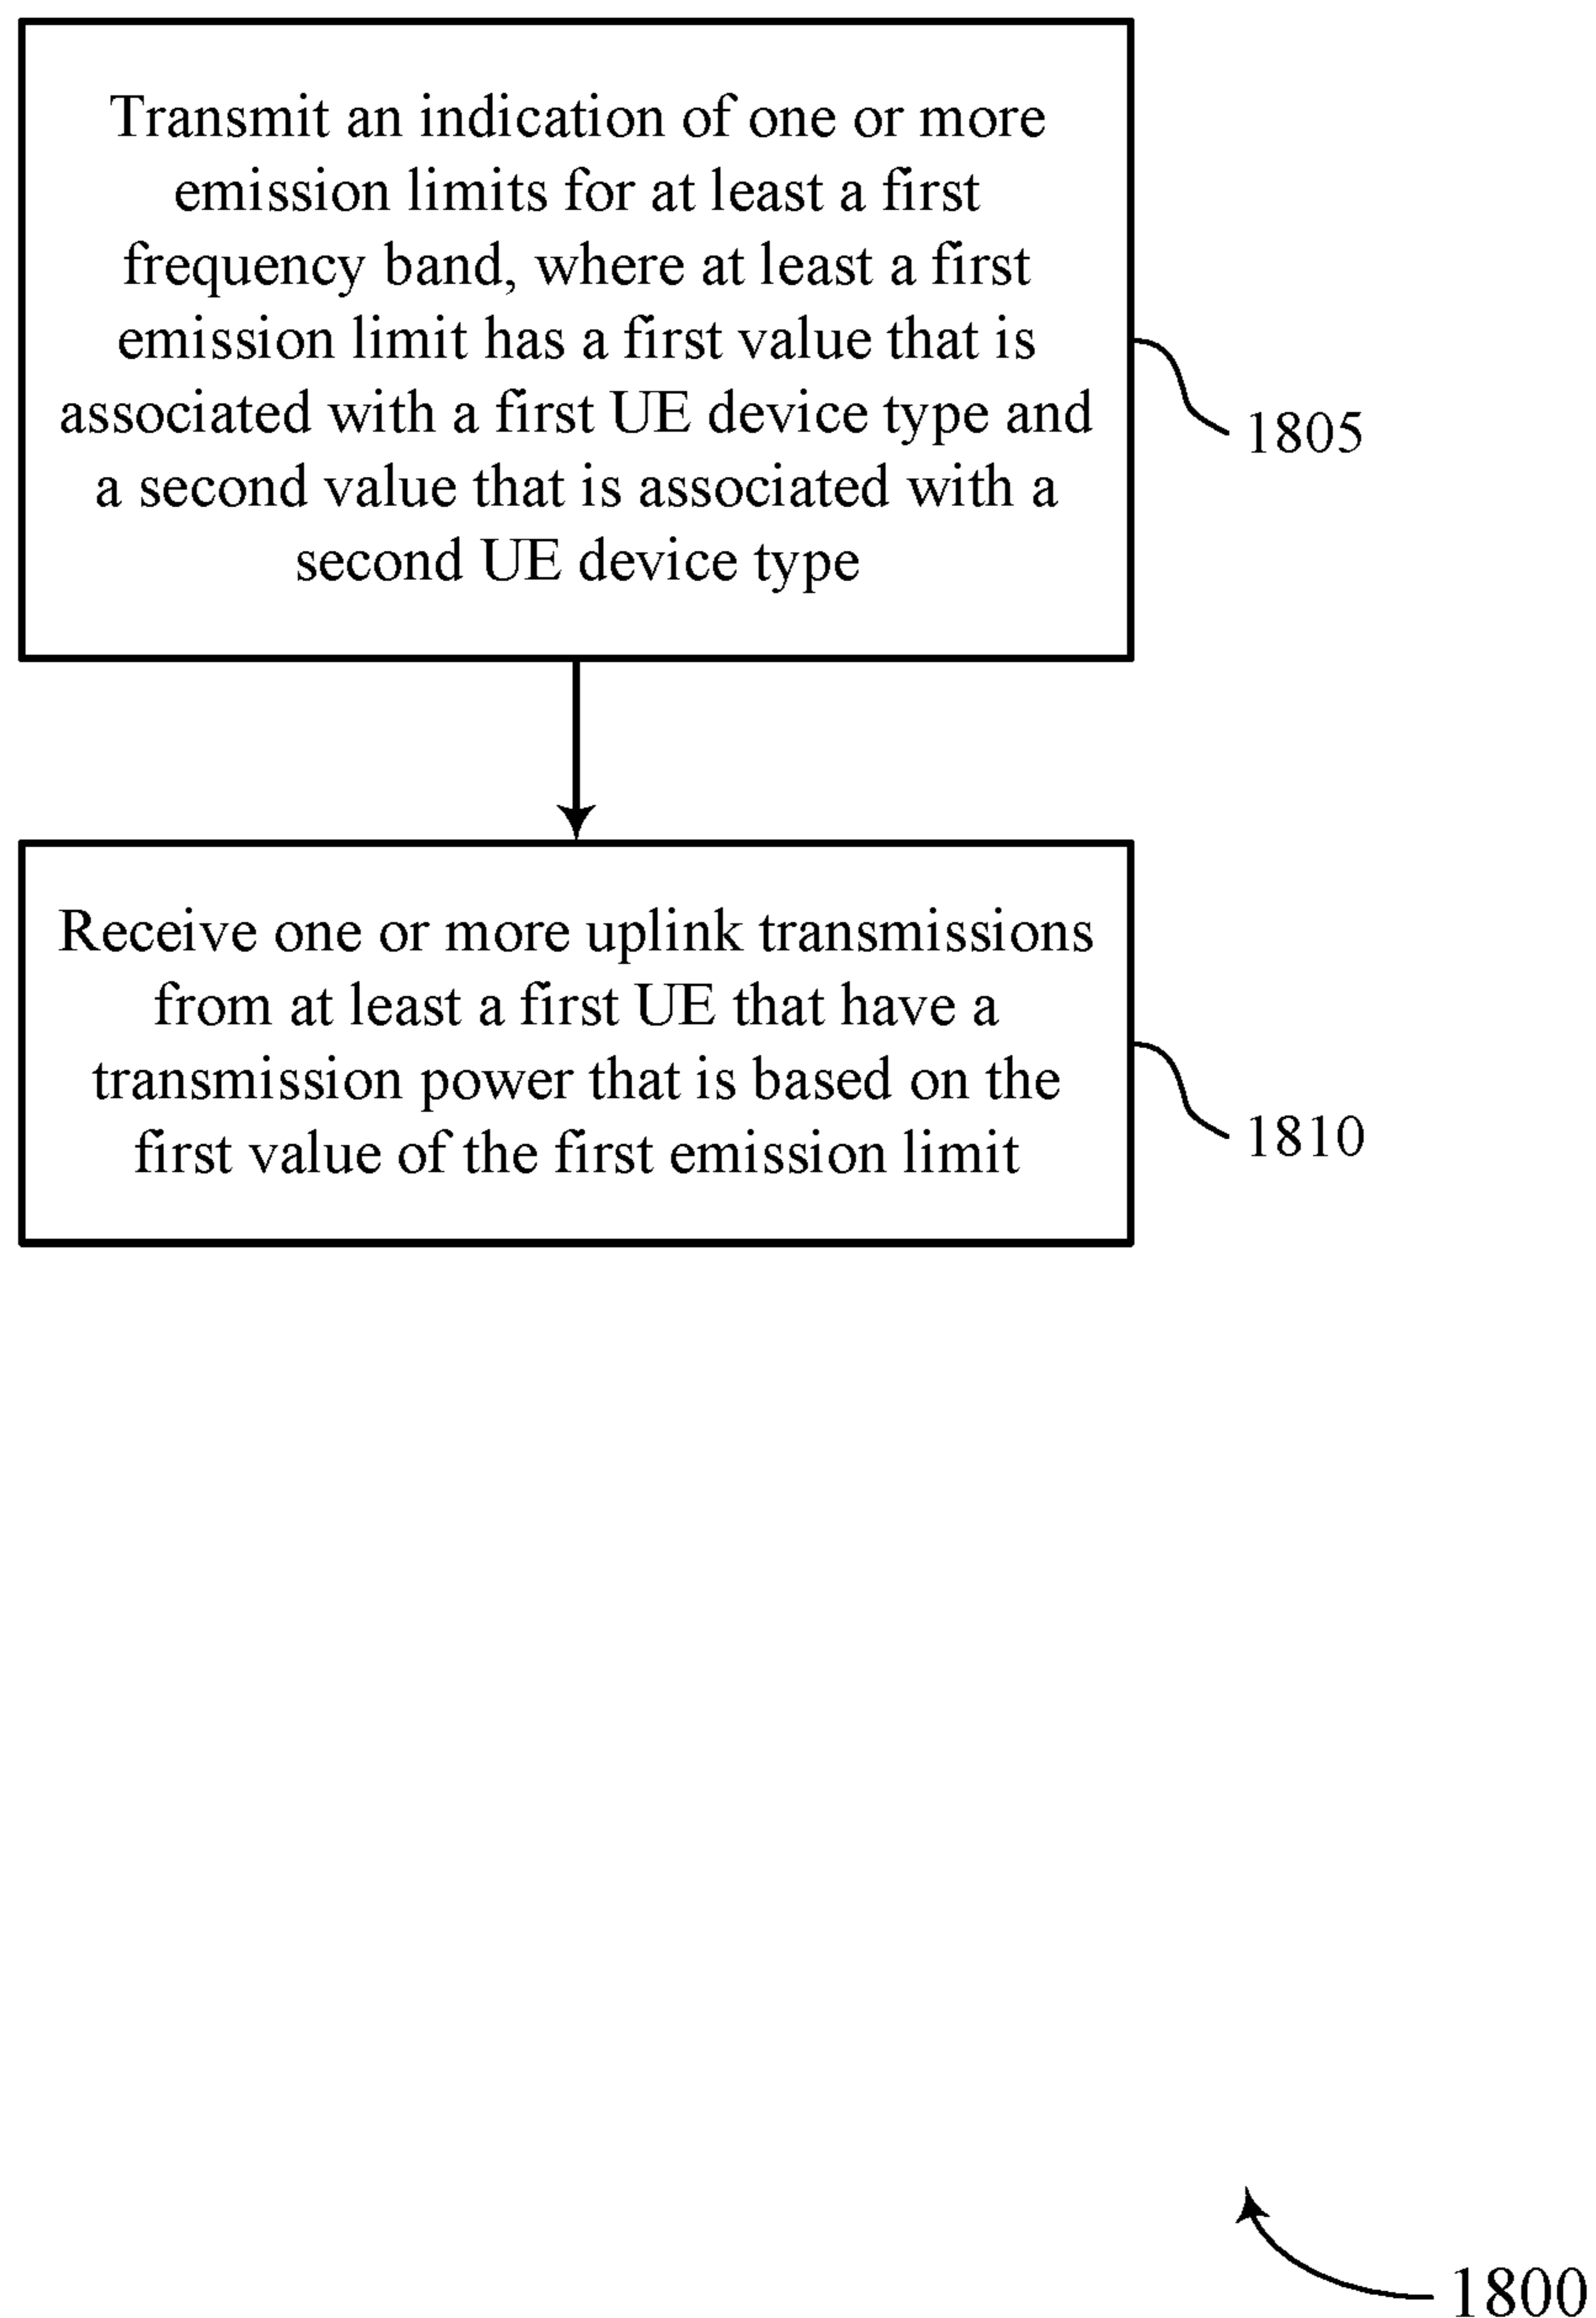 Transmit an indication of one or more
emission limits for at least a first
frequency band, where at least a first
emission limit has a first value that is
associated with a first UE device type and
a second value that is associated with a
second UE device type
1805
Receive one or more uplink transmissions
from at least a first UE that have a
transmission power that is based on the
first value of the first emission limit
1810
1800